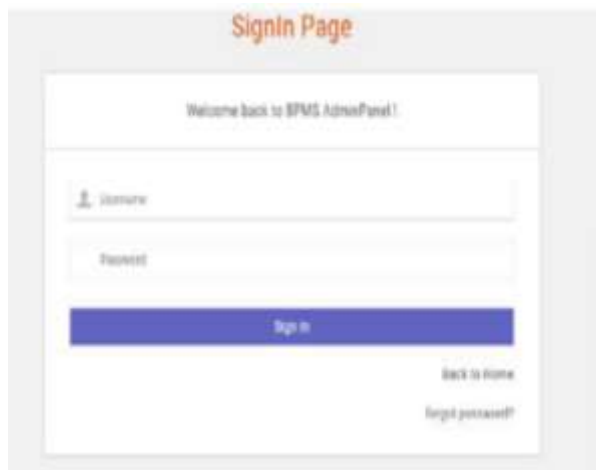 SignIn Page
Welcome back to BPMS AdminPanel !
Username
Password
Sign In
Back to Home
Forgot password?